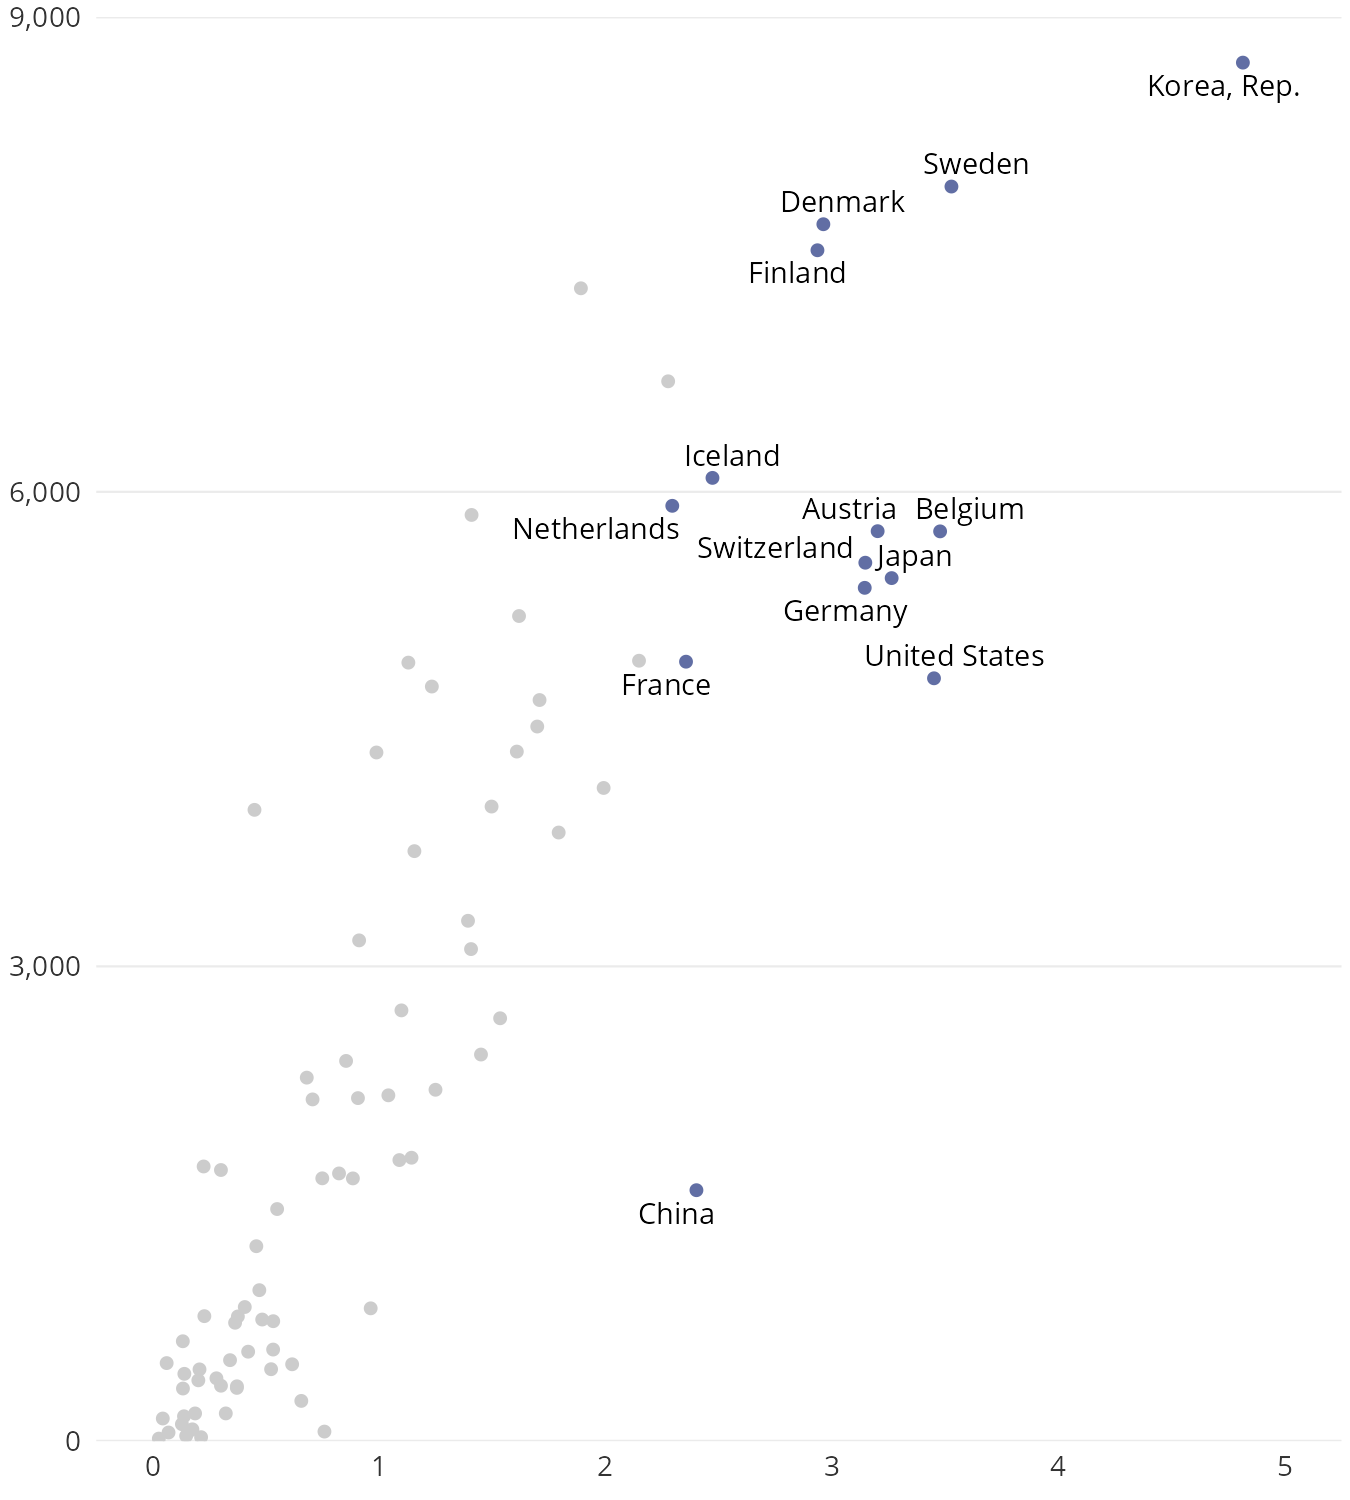 9,000
Korea, Rep.
Sweden
Denmark
Finland
Iceland
6,000
Netherlands
Austria
Belgium
Switzerland
Japan
Germany
United States
France
3,000
China
0
0 1 2 3 4 5